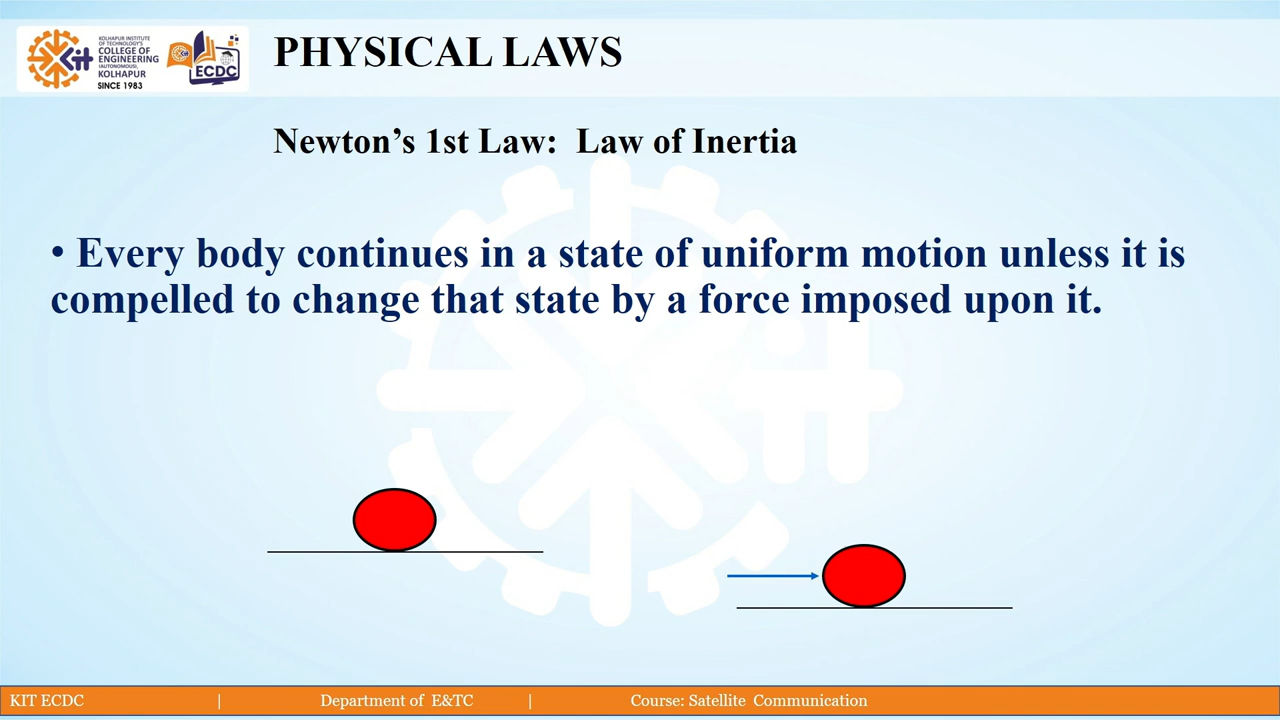 KOLHAPUR INSTITUTE
OF TECHNOLOGY'S
COLLEGE OF
ENGINEERING
(AUTONOMOUS),
KOLHAPUR
SINCE 1983
Kit
ECDC
PHYSICAL LAWS
Newton’s 1st Law:  Law of Inertia
• Every body continues in a state of uniform motion unless it is
compelled to change that state by a force imposed upon it.
KIT ECDC | Department of E&TC | Course: Satellite Communication